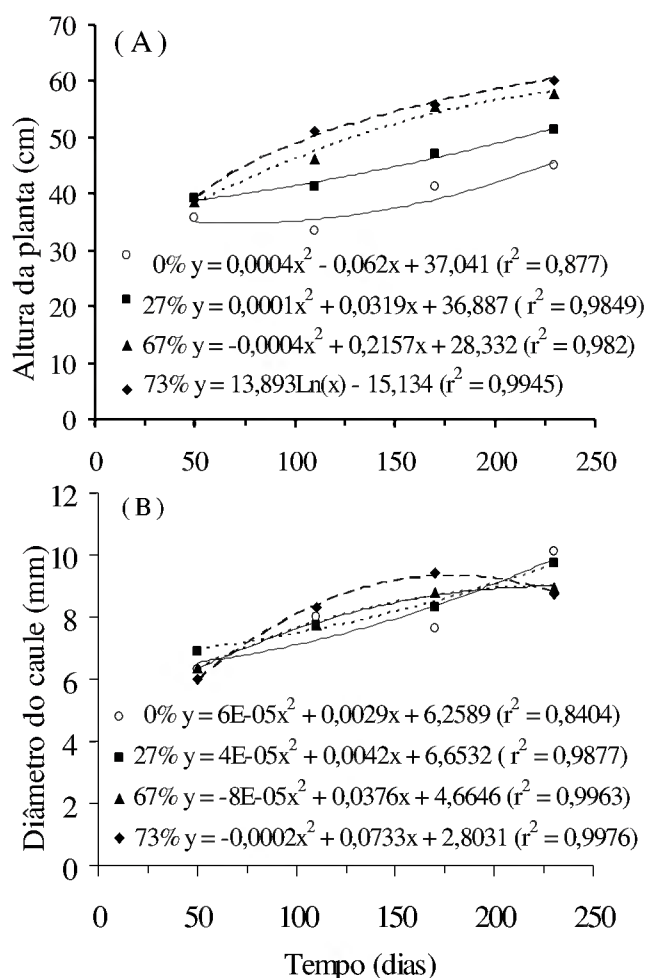 70
( A )
60
50
40
30
20
10
0
Altura da planta (cm)
0% y = 0,0004x² - 0,062x + 37,041 (r² = 0,877)
27% y = 0,0001x² + 0,0319x + 36,887 ( r² = 0,9849)
67% y = -0,0004x² + 0,2157x + 28,332 (r² = 0,982)
73% y = 13,893Ln(x) - 15,134 (r² = 0,9945)
0 50 100 150 200 250
12
( B )
10
8
6
4
2
0
Diâmetro do caule (mm)
0% y = 6E-05x² + 0,0029x + 6,2589 (r² = 0,8404)
27% y = 4E-05x² + 0,0042x + 6,6532 ( r² = 0,9877)
67% y = -8E-05x² + 0,0376x + 4,6646 (r² = 0,9963)
73% y = -0,0002x² + 0,0733x + 2,8031 (r² = 0,9976)
0 50 100 150 200 250
Tempo (dias)